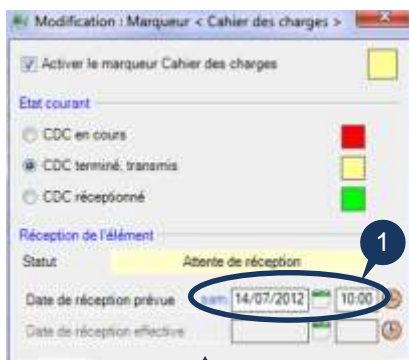 Modification : Marqueur < Cahier des charges >
Activer le marqueur Cahier des charges
Etat courant
CDC en cours
CDC terminé, transmis
CDC réceptionné
Réception de l'élément
1
Statut Attente de réception
Date de réception prévue sam. 14/07/2012 10:00
Date de réception effective